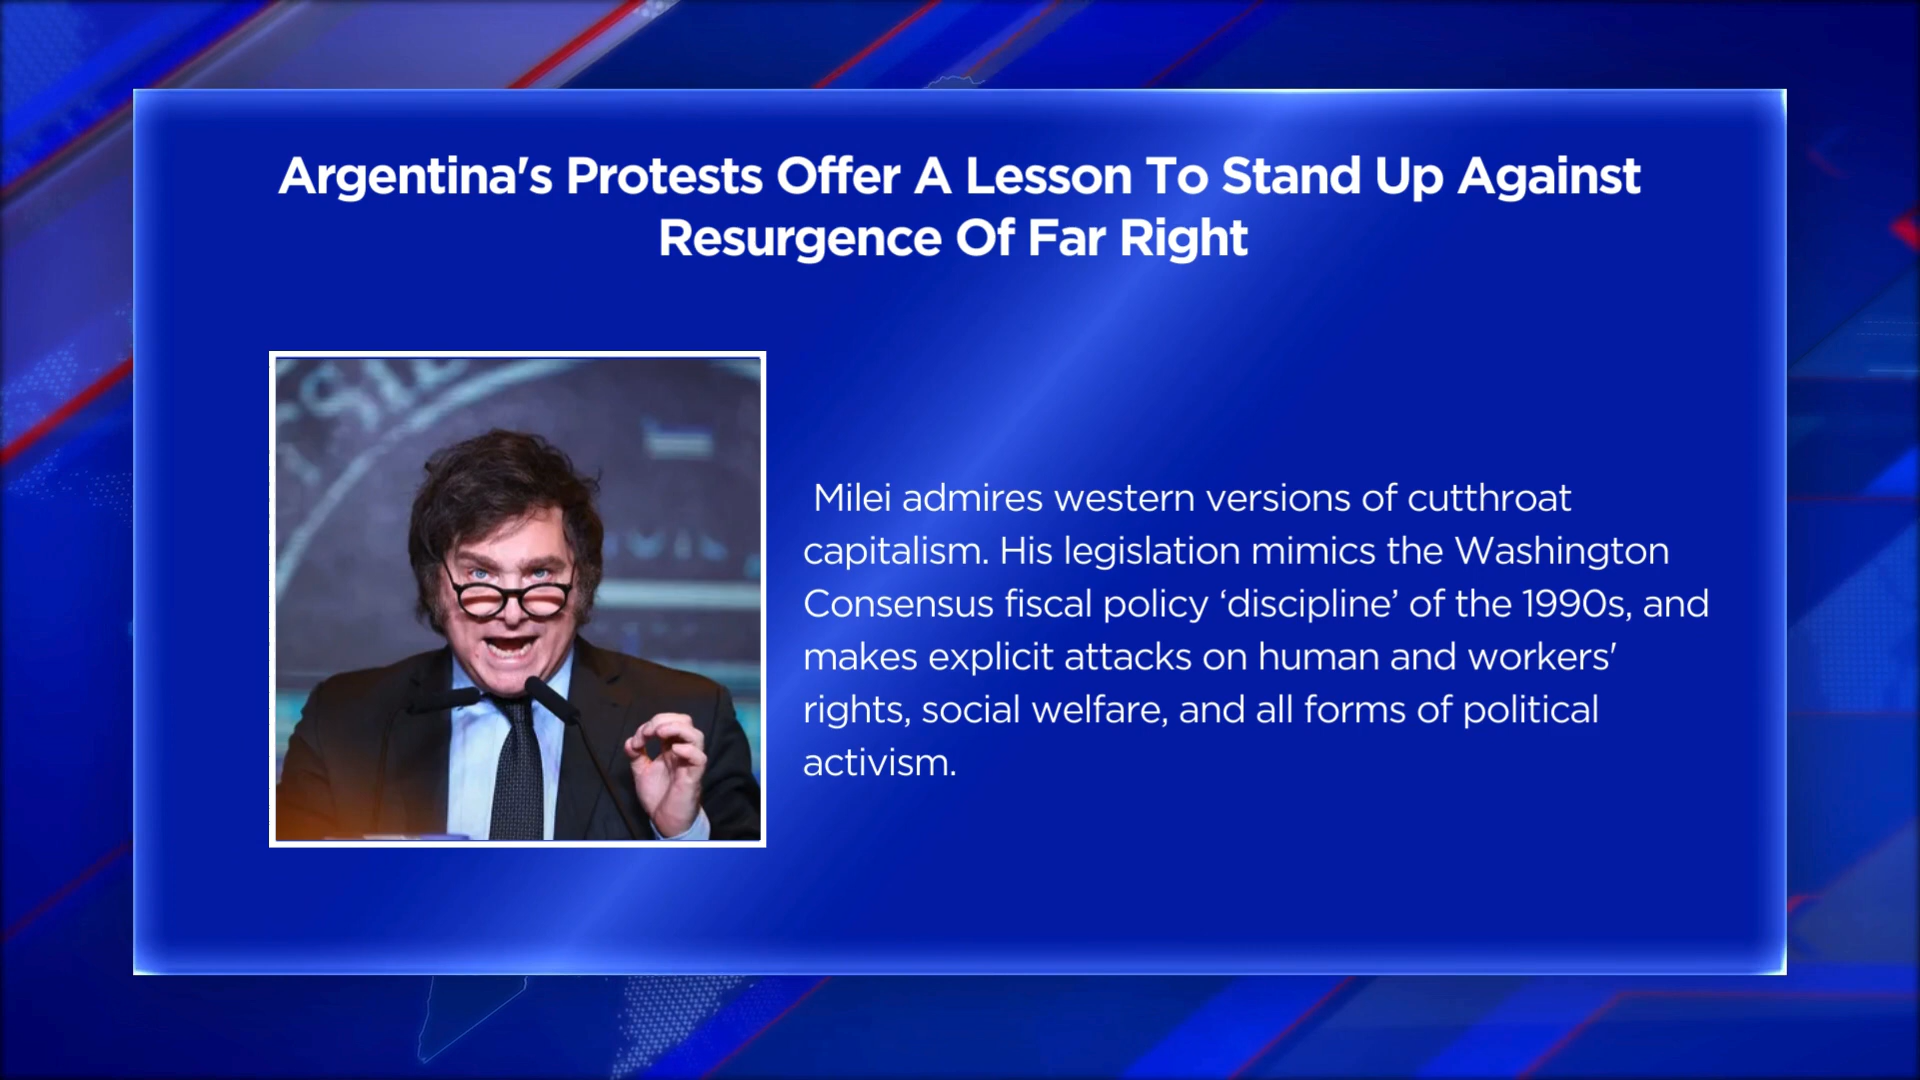 Argentina's Protests Offer A Lesson To Stand Up Against
Resurgence Of Far Right
Milei admires western versions of cutthroat
capitalism. His legislation mimics the Washington
Consensus fiscal policy ‘discipline’ of the 1990s, and
makes explicit attacks on human and workers'
rights, social welfare, and all forms of political
activism.